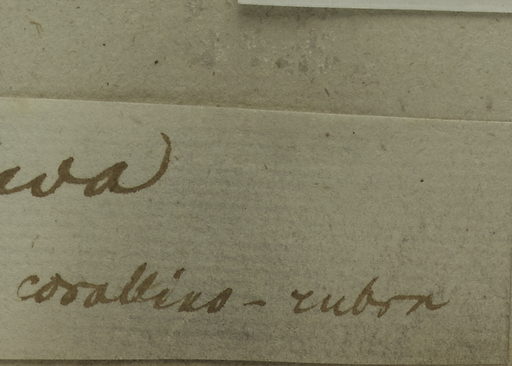 corallino - rubra